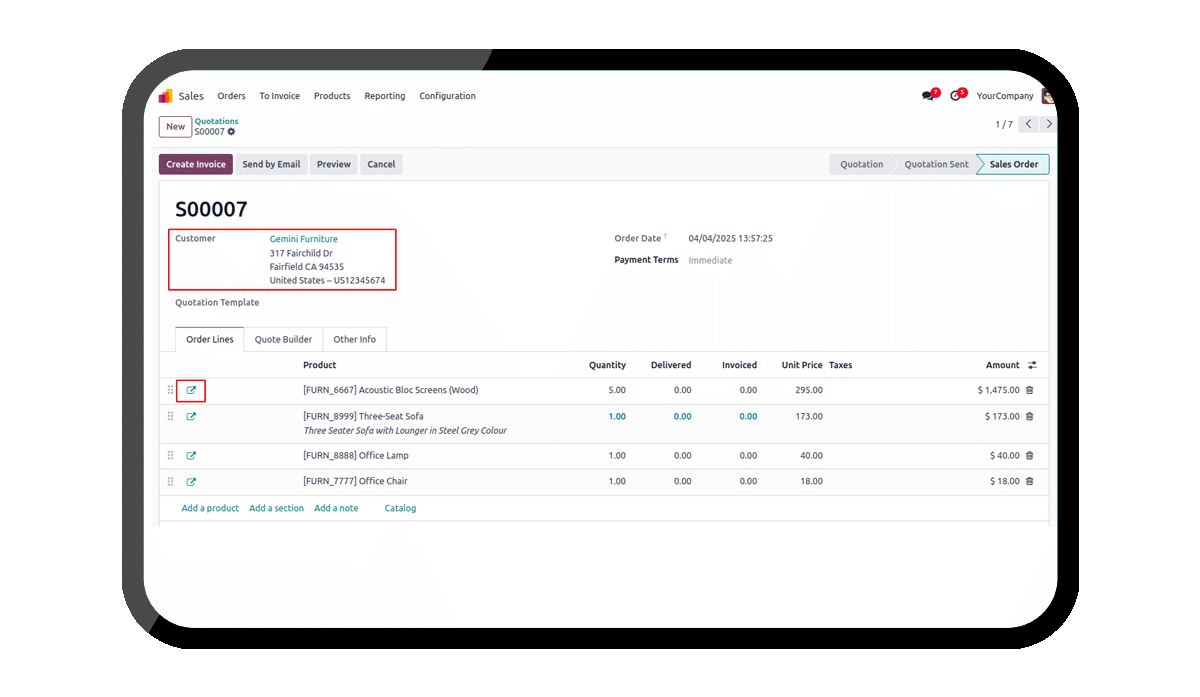 Sales Orders To Invoice Products Reporting Configuration 7 5 YourCompany
New Quotations
S00007 1 / 7
Create Invoice Send by Email Preview Cancel Quotation Quotation Sent Sales Order
S00007
Customer Gemini Furniture Order Date ? 04/04/2025 13:57:25
317 Fairchild Dr
Fairfield CA 94535 Payment Terms Immediate
United States – US12345674
Quotation Template
Order Lines Quote Builder Other Info
Product Quantity Delivered Invoiced Unit Price Taxes Amount
[FURN_6667] Acoustic Bloc Screens (Wood) 5.00 0.00 0.00 295.00 $ 1,475.00
[FURN_8999] Three-Seat Sofa 1.00 0.00 0.00 173.00 $ 173.00
Three Seater Sofa with Lounger in Steel Grey Colour
[FURN_8888] Office Lamp 1.00 0.00 0.00 40.00 $ 40.00
[FURN_7777] Office Chair 1.00 0.00 0.00 18.00 $ 18.00
Add a product Add a section Add a note Catalog